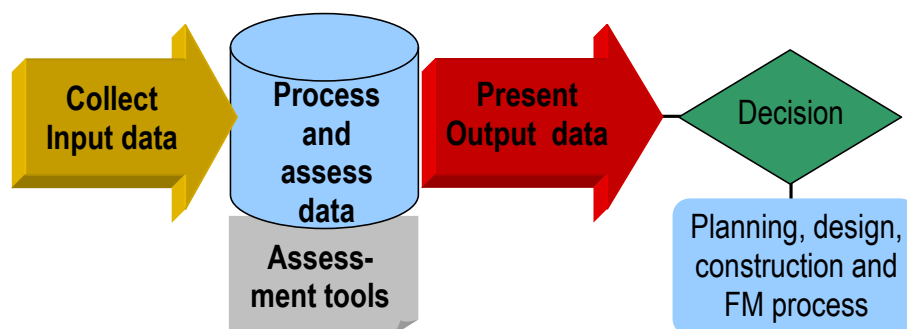 Collect
Input data
Process
and
assess
data
Assess-
ment tools
Present
Output data
Decision
Planning, design,
construction and
FM process